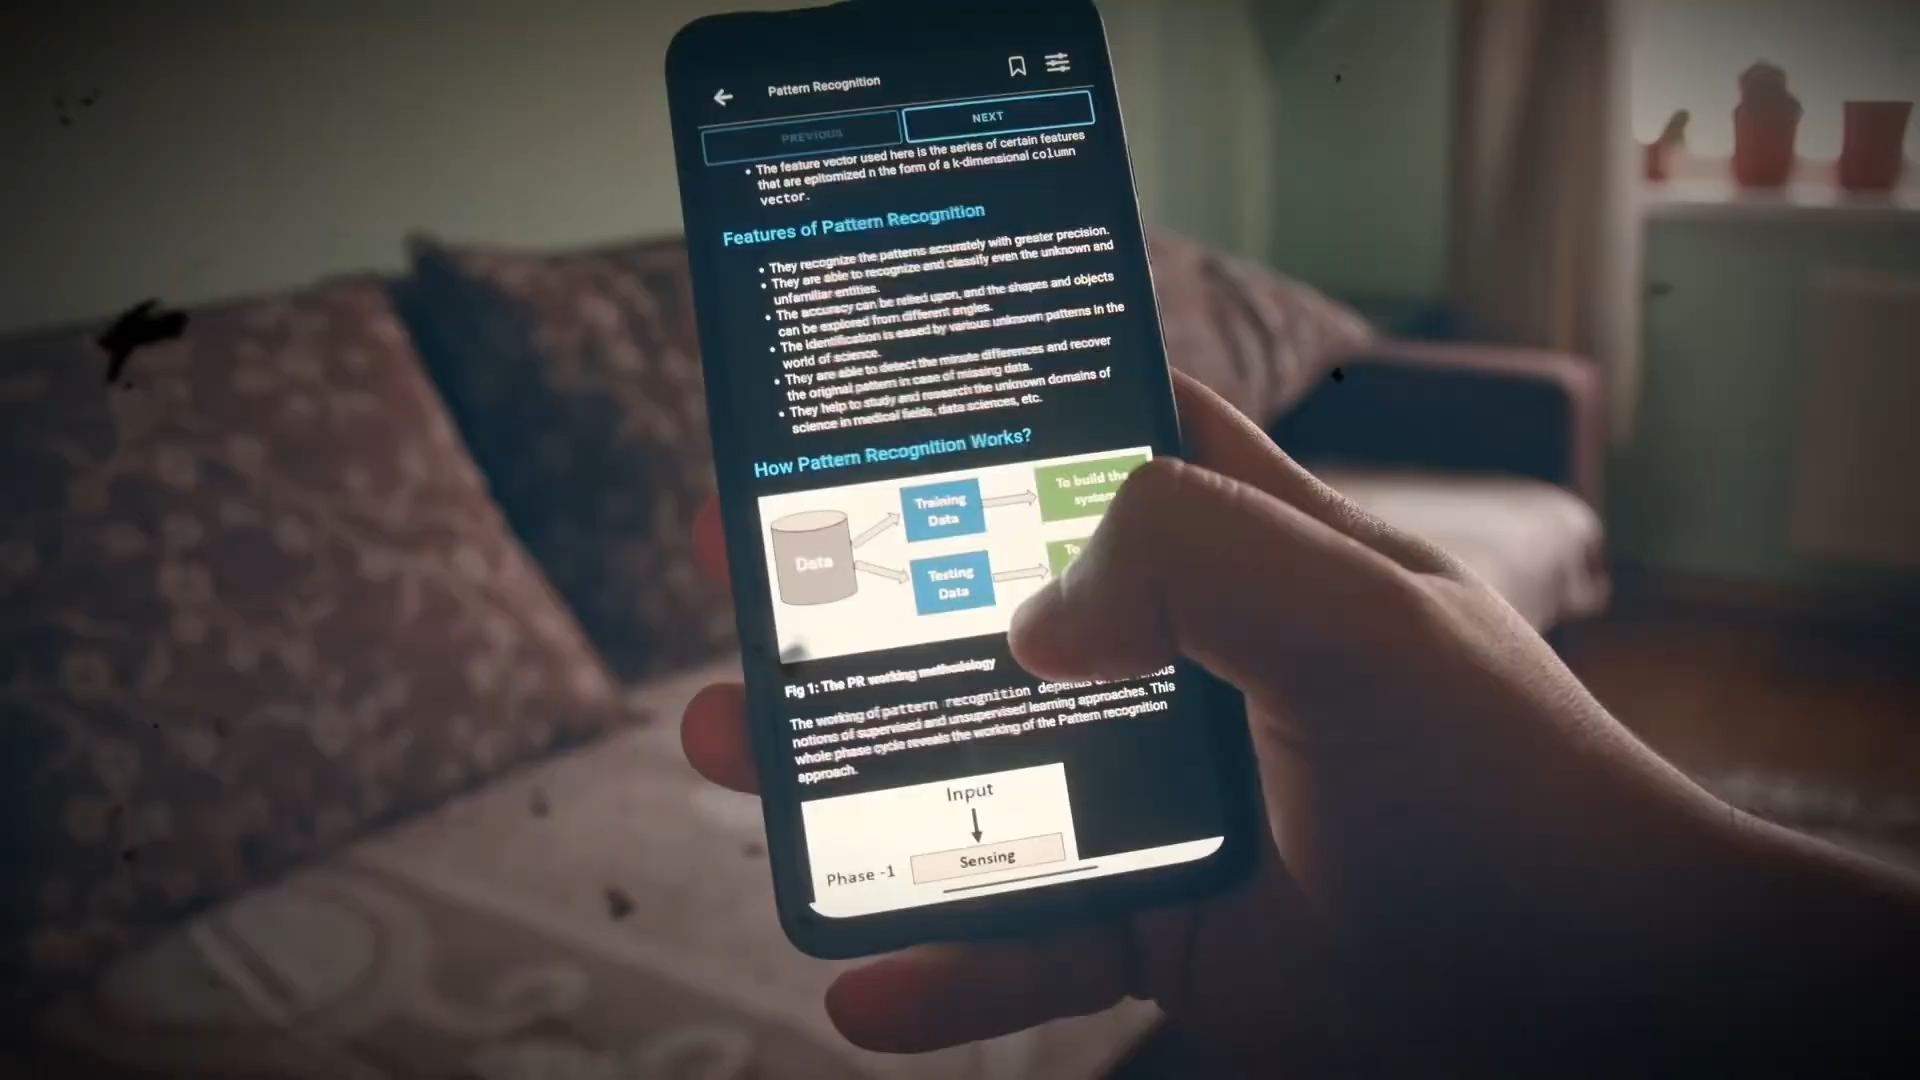 Pattern Recognition
PREVIOUS
NEXT
• The feature vector used here is the series of certain features
that are epitomized n the form of a k-dimensional column
vector.
Features of Pattern Recognition
• They recognize the patterns accurately with greater precision.
• They are able to recognize and classify even the unknown and
unfamiliar entities.
• The accuracy can be relied upon, and the shapes and objects
can be explored from different angles.
• The identification is eased by various unknown patterns in the
world of science.
• They are able to detect the minute differences and recover
the original pattern in case of missing data.
• They help to study and research the unknown domains of
science in medical fields, data sciences, etc.
How Pattern Recognition Works?
Data
Training
Data
To build the
system
Testing
Data
To
Fig 1: The PR working methodology
The working of pattern recognition depends
notions of supervised and unsupervised learning approaches. This
whole phase cycle reveals the working of the Pattern recognition
approach.
Input
Sensing
Phase -1